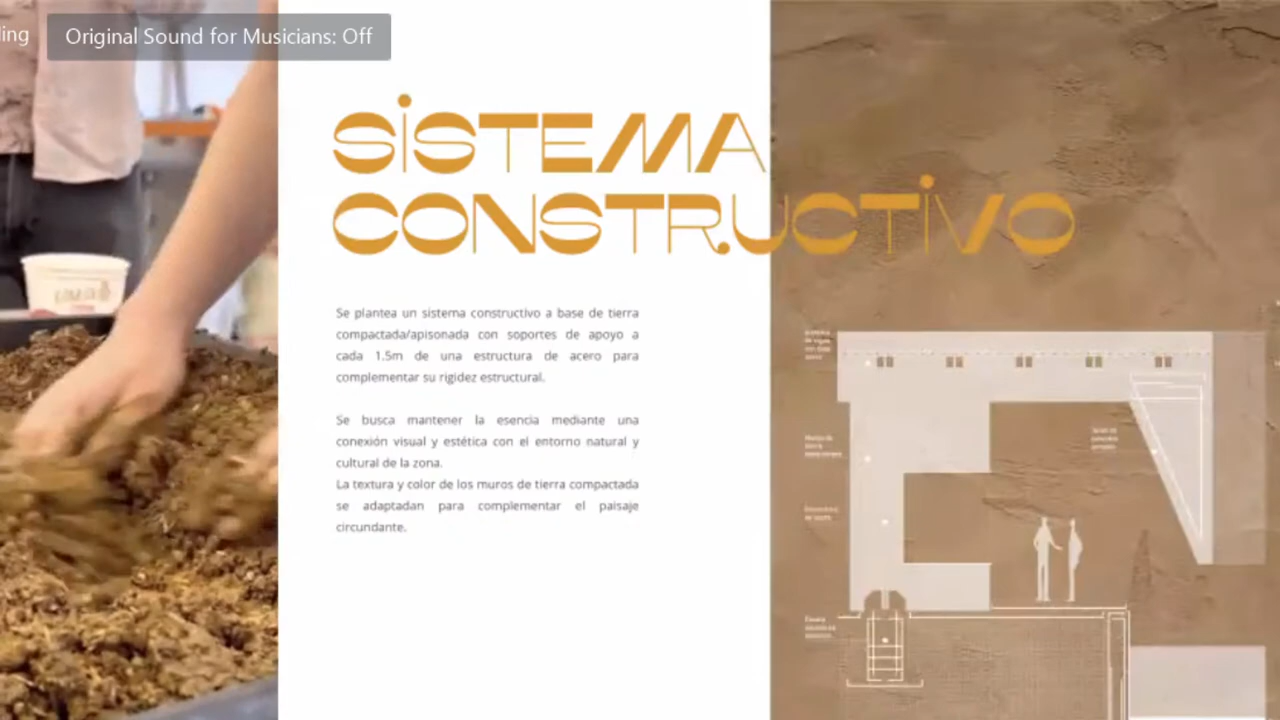 ling
Original Sound for Musicians: Off
SiSTEMA
CONSTRUCTiVO
Se plantea un sistema constructivo a base de tierra
compactada/apisonada con soportes de apoyo a
cada 1.5m de una estructura de acero para
complementar su rigidez estructural.
Se busca mantener la esencia mediante una
conexión visual y estética con el entorno natural y
cultural de la zona.
La textura y color de los muros de tierra compactada
se adaptadan para complementar el paisaje
circundante.